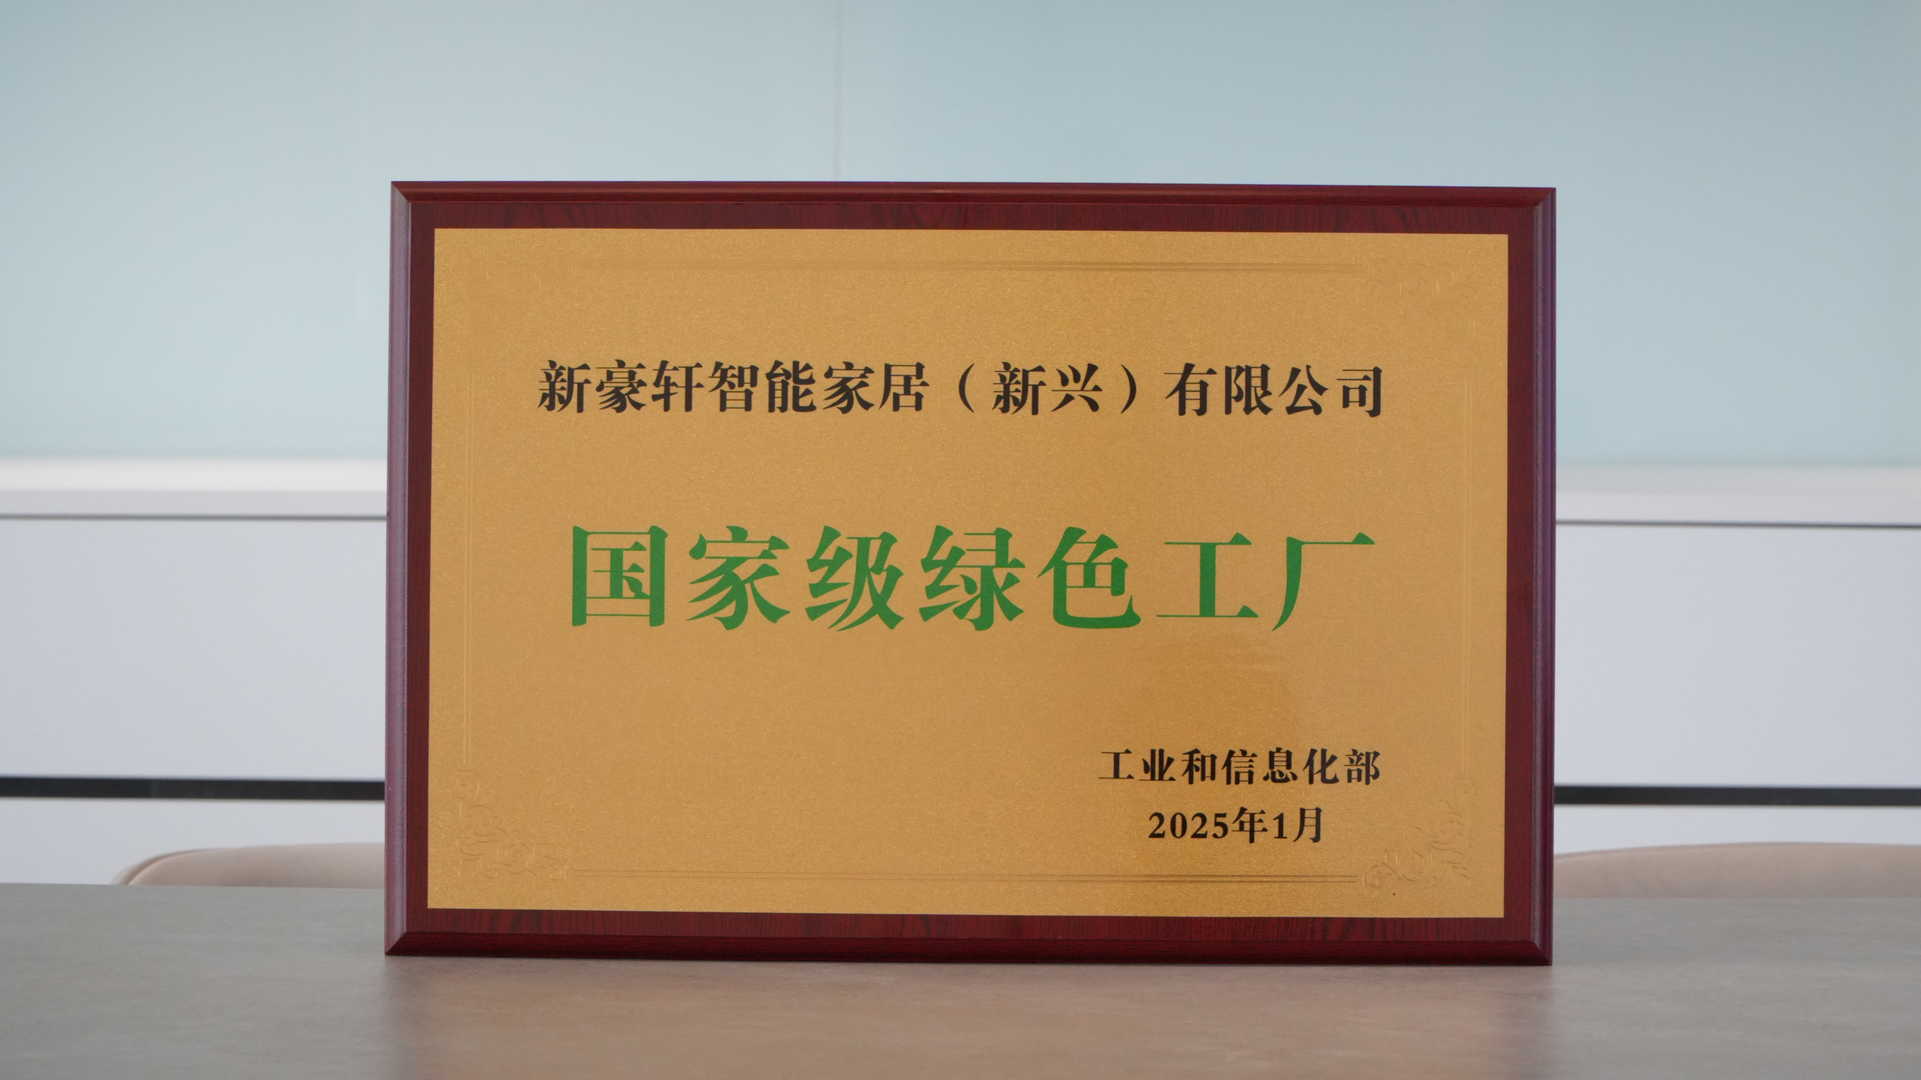 新豪轩智能家居（新兴）有限公司
国家级绿色工厂
工业和信息化部
2025年1月